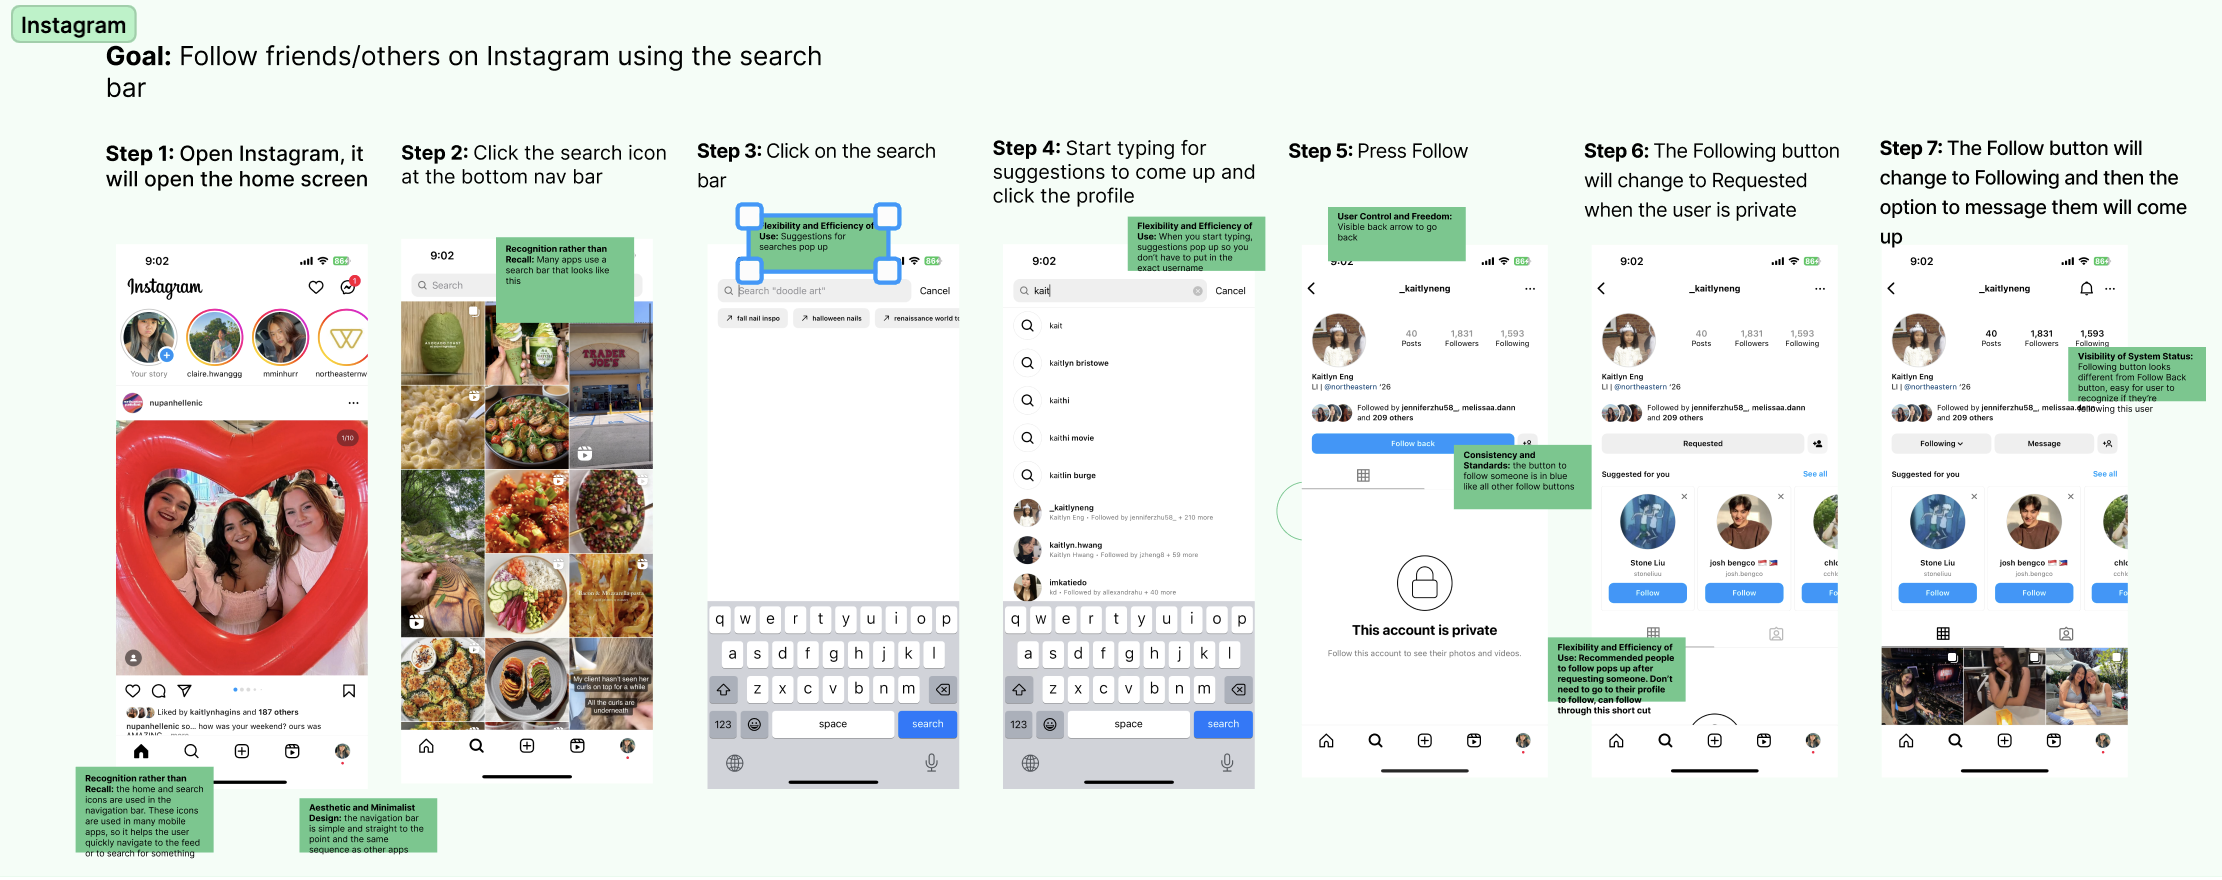 Instagram
Goal: Follow friends/others on Instagram using the search
bar
Step 1: Open Instagram, it
will open the home screen
9:02
86
Instagram
1
Your story
claire.hwanggg
mminhurr
northeasternw
nupanhellenic
1/10
Liked by kaitlynhagins and 187 others
nupanhellenic so... how was your weekend? ours was
AMAZING... more
Recognition rather than
Recall: the home and search
icons are used in the
navigation bar. These icons
are used in many mobile
apps, so it helps the user
quickly navigate to the feed
or to search for something
Aesthetic and Minimalist
Design: the navigation bar
is simple and straight to the
point and the same
sequence as other apps
Step 2: Click the search icon
at the bottom nav bar
9:02
Search
Recognition rather than
Recall: Many apps use a
search bar that looks like
this
TRADER
JOE'S
My client hasn't seen her
curls on top for a while
All the curls are
underneath
Step 3: Click on the search
bar
lexibility and Efficiency of
Use: Suggestions for
searches pop up
86
Search "doodle art"
Cancel
fall nail inspo
halloween nails
renaissance world to
q w e r t y u i o p
a s d f g h j k l
z x c v b n m
123
space
search
Step 4: Start typing for
suggestions to come up and
click the profile
Flexibility and Efficiency of
Use: When you start typing,
suggestions pop up so you
don't have to put in the
exact username
9:02
kait
Cancel
kait
kaitlyn bristowe
kaithi
kaithi movie
kaitlin burge
_kaitlyneng
Kaitlyn Eng • Followed by jenniferzhu58_ + 210 more
kaitlyn.hwang
Kaitlyn Hwang • Followed by jzheng8 + 59 more
imkatiedo
kd • Followed by allexandrahu + 40 more
q w e r t y u i o p
a s d f g h j k l
z x c v b n m
123
space
search
Step 5: Press Follow
User Control and Freedom:
Visible back arrow to go
back
9:02
86
_kaitlyneng
40
Posts
1,831
Followers
1,593
Following
Kaitlyn Eng
LI | @northeastern '26
Followed by jenniferzhu58_, melissaa.dann
and 209 others
Follow back
Consistency and
Standards: the button to
follow someone is in blue
like all other follow buttons
This account is private
Follow this account to see their photos and videos.
Step 6: The Following button
will change to Requested
when the user is private
9:02
86
_kaitlyneng
40
Posts
1,831
Followers
1,593
Following
Kaitlyn Eng
LI | @northeastern '26
Followed by jenniferzhu58_, melissaa.dann
and 209 others
Requested
Suggested for you
See all
Stone Liu
stoneliuu
Follow
josh bengco
josh.bengco
Follow
chlo
cchlo
Fo
Flexibility and Efficiency of
Use: Recommended people
to follow pops up after
requesting someone. Don't
need to go to their profile
to follow, can follow
through this short cut
Step 7: The Follow button will
change to Following and then the
option to message them will come
up
9:02
86
_kaitlyneng
40
Posts
1,831
Followers
1,593
Following
Visibility of System Status:
Following button looks
different from Follow Back
button, easy for user to
recognize if they're
following this user
Kaitlyn Eng
LI | @northeastern '26
Followed by jenniferzhu58_, melissaa.dann
and 209 others
Following
Message
Suggested for you
See all
Stone Liu
stoneliuu
Follow
josh bengco
josh.bengco
Follow
chlo
cchlo
Fo